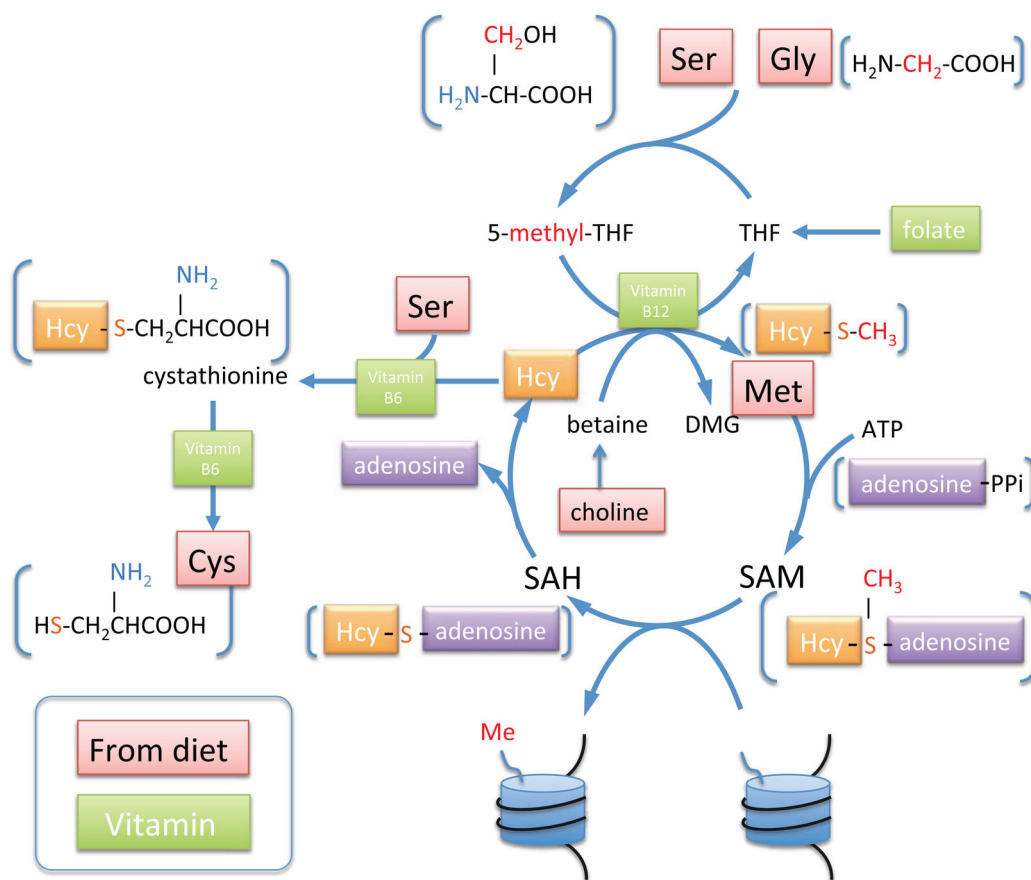 CH₂OH
H₂N-CH-COOH
Ser
Gly
H₂N-CH₂-COOH
5-methyl-THF
THF
folate
Vitamin
B12
NH₂
Hcy - S-CH₂CHCOOH
cystathionine
Ser
Vitamin
B6
Hcy
Hcy - S-CH₃
Met
betaine
DMG
ATP
adenosine -PPi
adenosine
choline
Vitamin
B6
Cys
NH₂
HS-CH₂CHCOOH
SAH
SAM
Hcy - S - adenosine
CH₃
Hcy - S - adenosine
Me
From diet
Vitamin